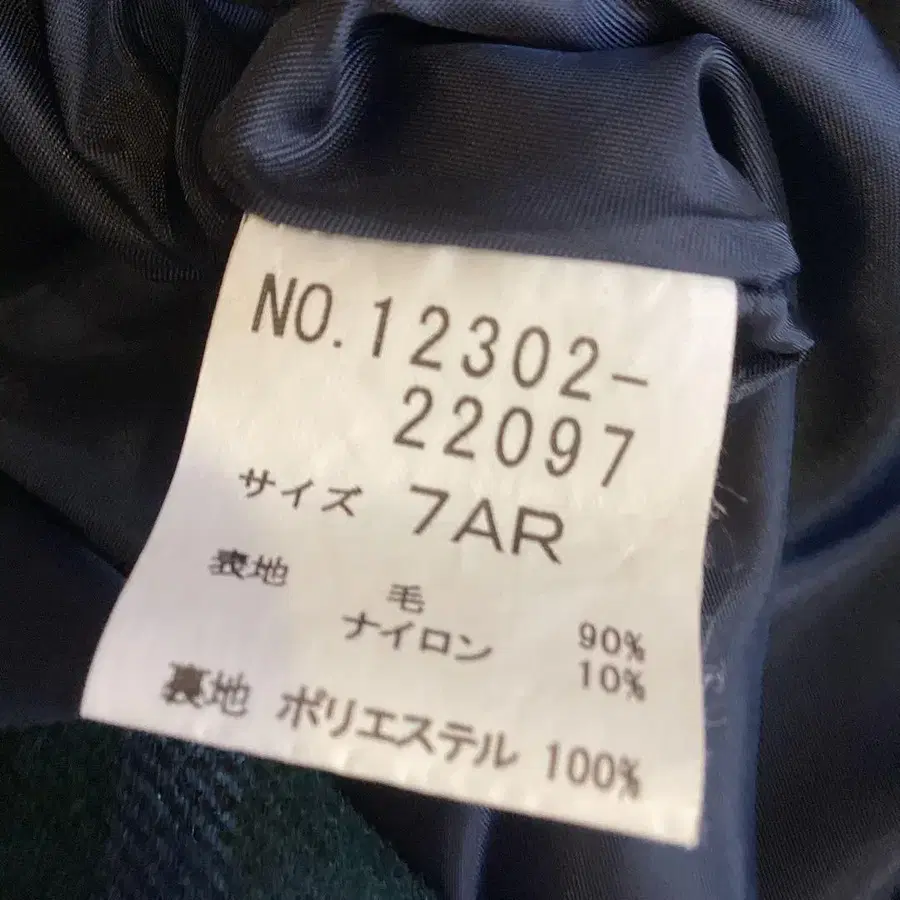 NO.12302-
22097
サイズ 7AR
表地 毛 90%
ナイロン 10%
裏地 ポリエステル 100%